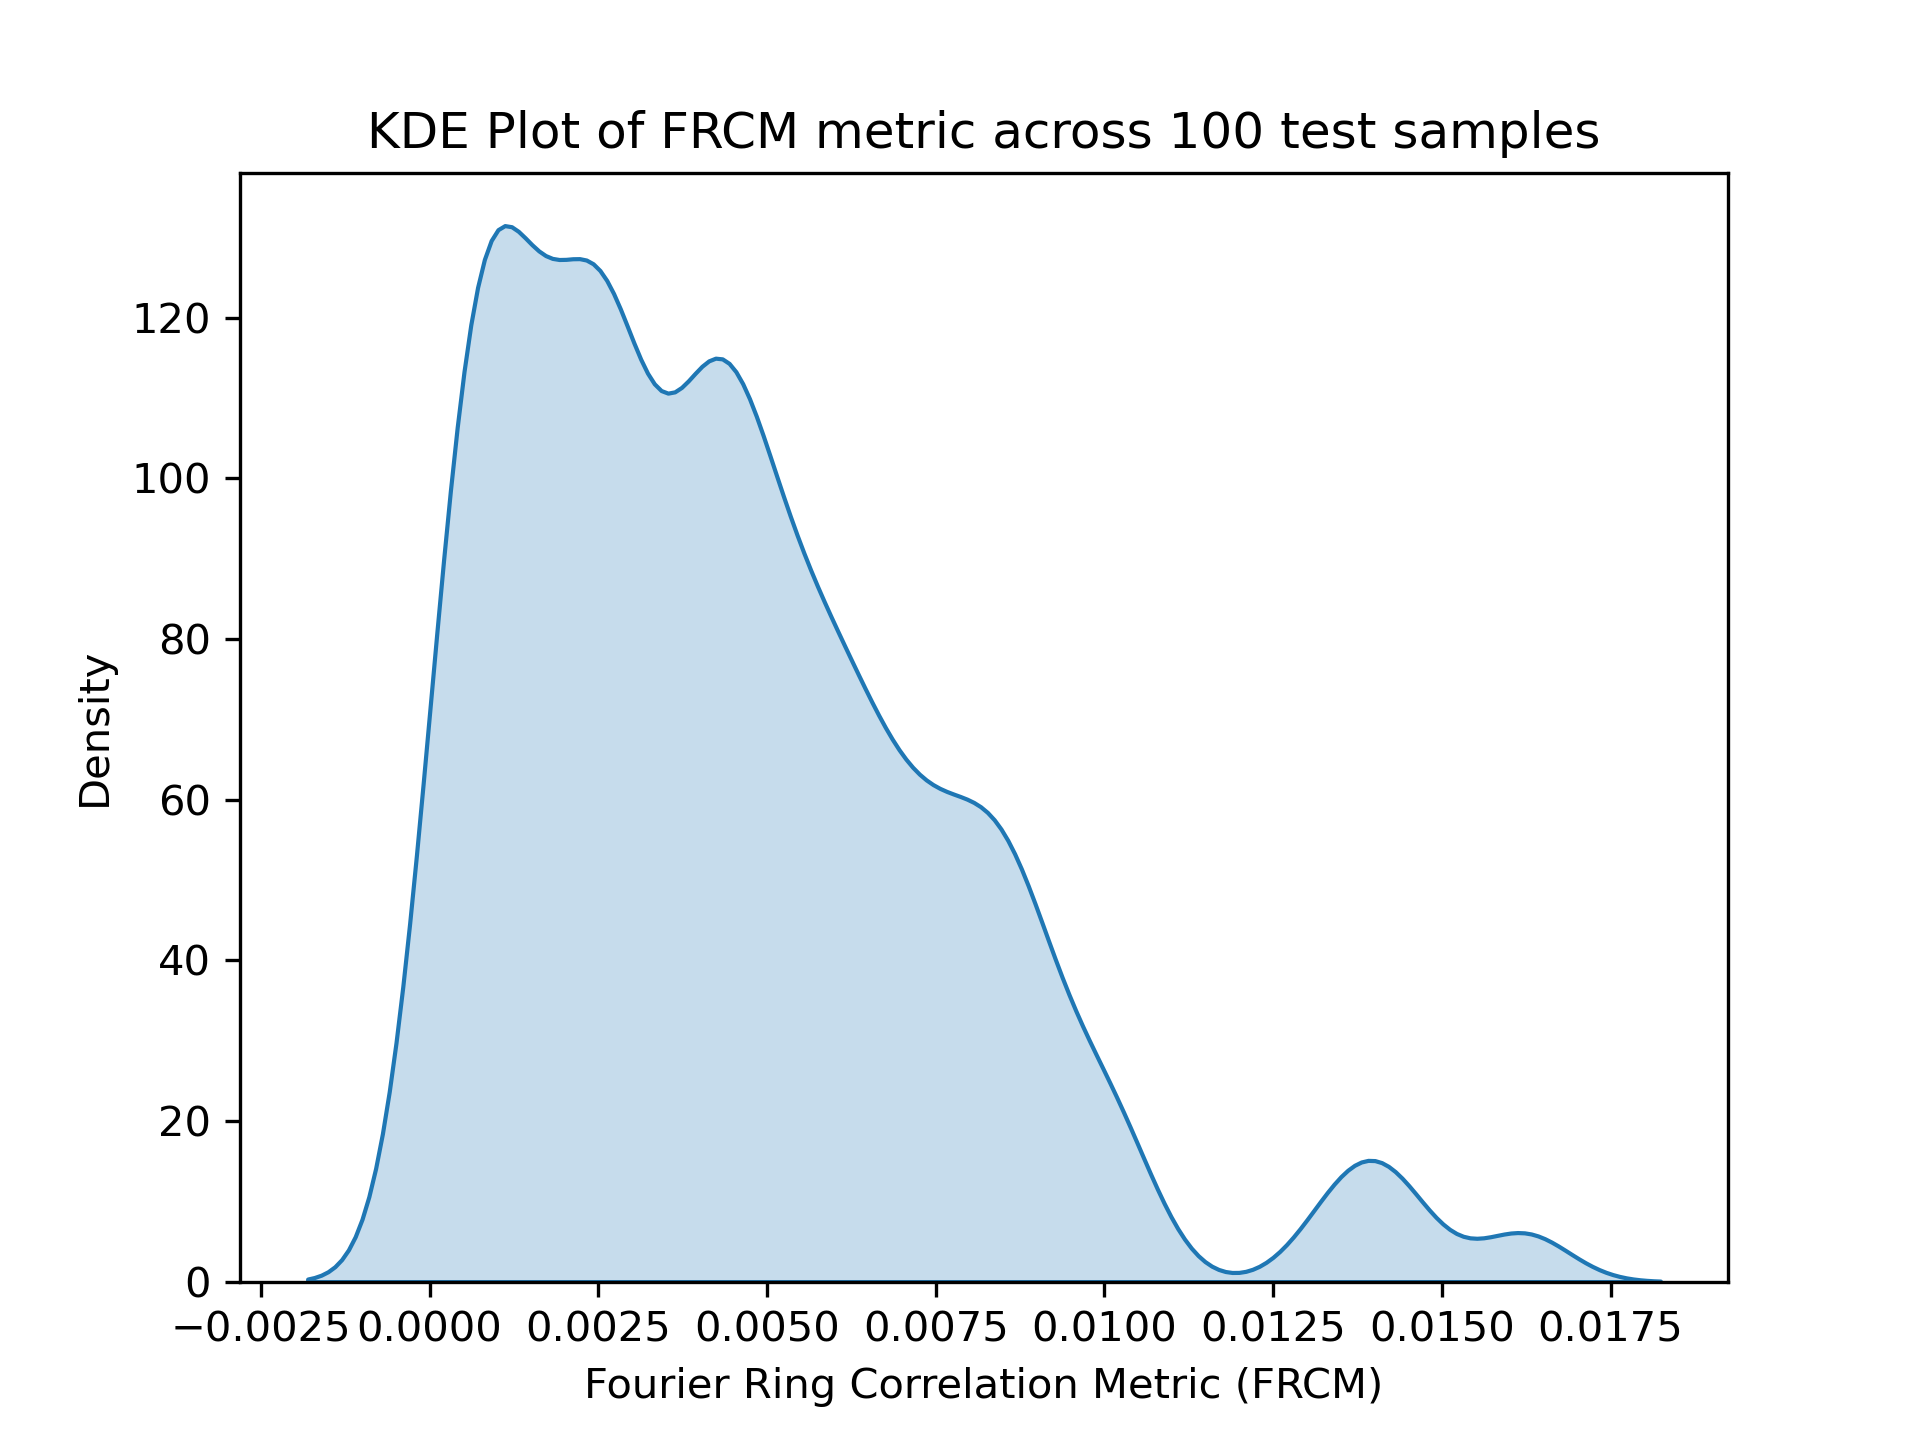 KDE Plot of FRCM metric across 100 test samples
Density
120
100
80
60
40
20
0
−0.0025 0.0000 0.0025 0.0050 0.0075 0.0100 0.0125 0.0150 0.0175
Fourier Ring Correlation Metric (FRCM)